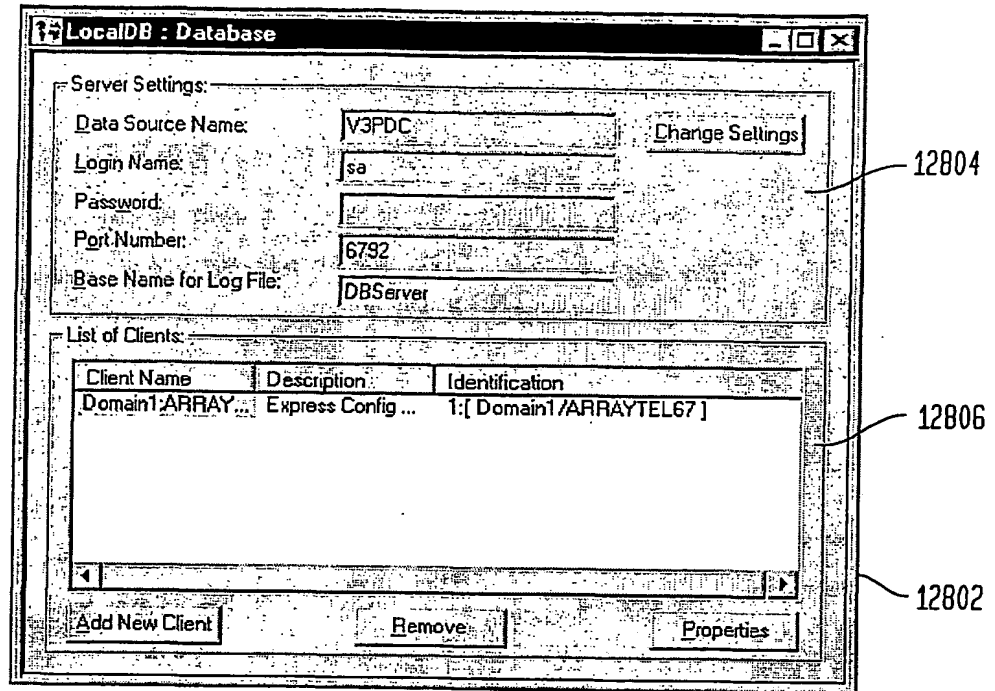 LocalDB : Database
Server Settings:
Data Source Name: V3PDC Change Settings
Login Name: sa
Password:
Port Number: 6792
Base Name for Log File: DBServer
12804
List of Clients:
Client Name Description Identification
Domain1:ARRAY... Express Config ... 1:[ Domain1/ARRAYTEL67 ]
12806
12802
Add New Client Remove Properties